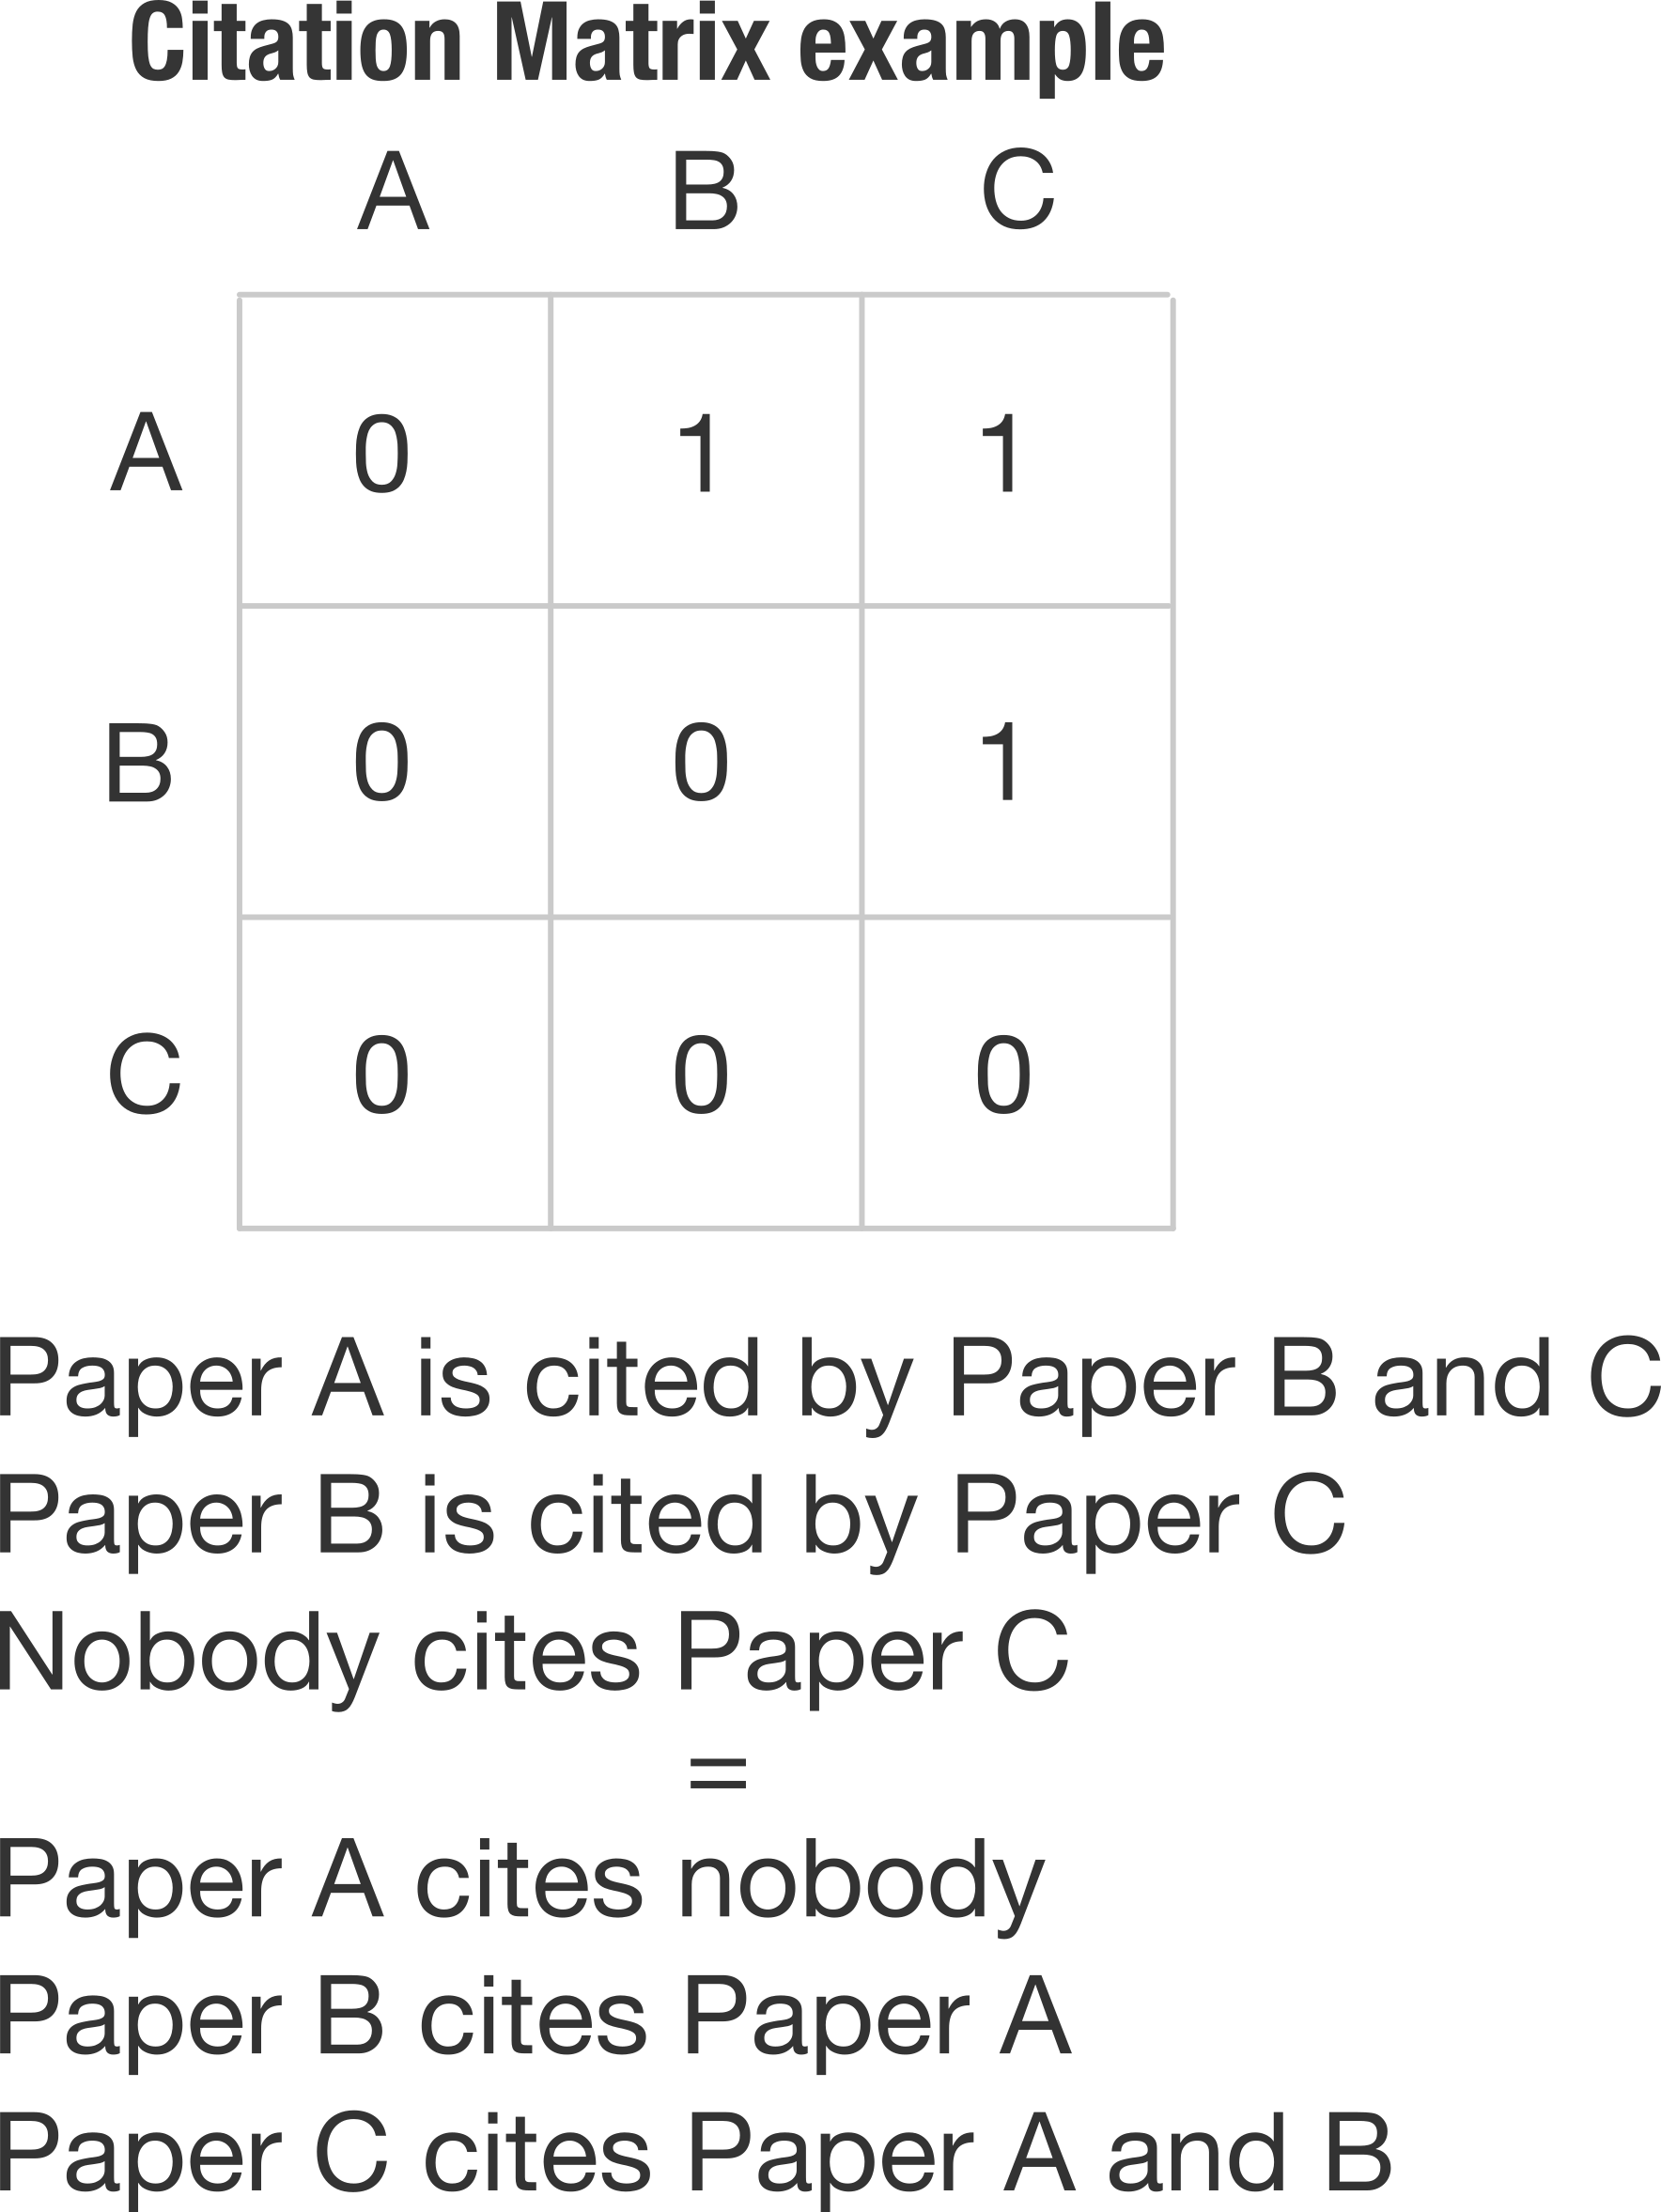 Citation Matrix example
A B C
A 0 1 1
B 0 0 1
C 0 0 0
Paper A is cited by Paper B and C
Paper B is cited by Paper C
Nobody cites Paper C
=
Paper A cites nobody
Paper B cites Paper A
Paper C cites Paper A and B